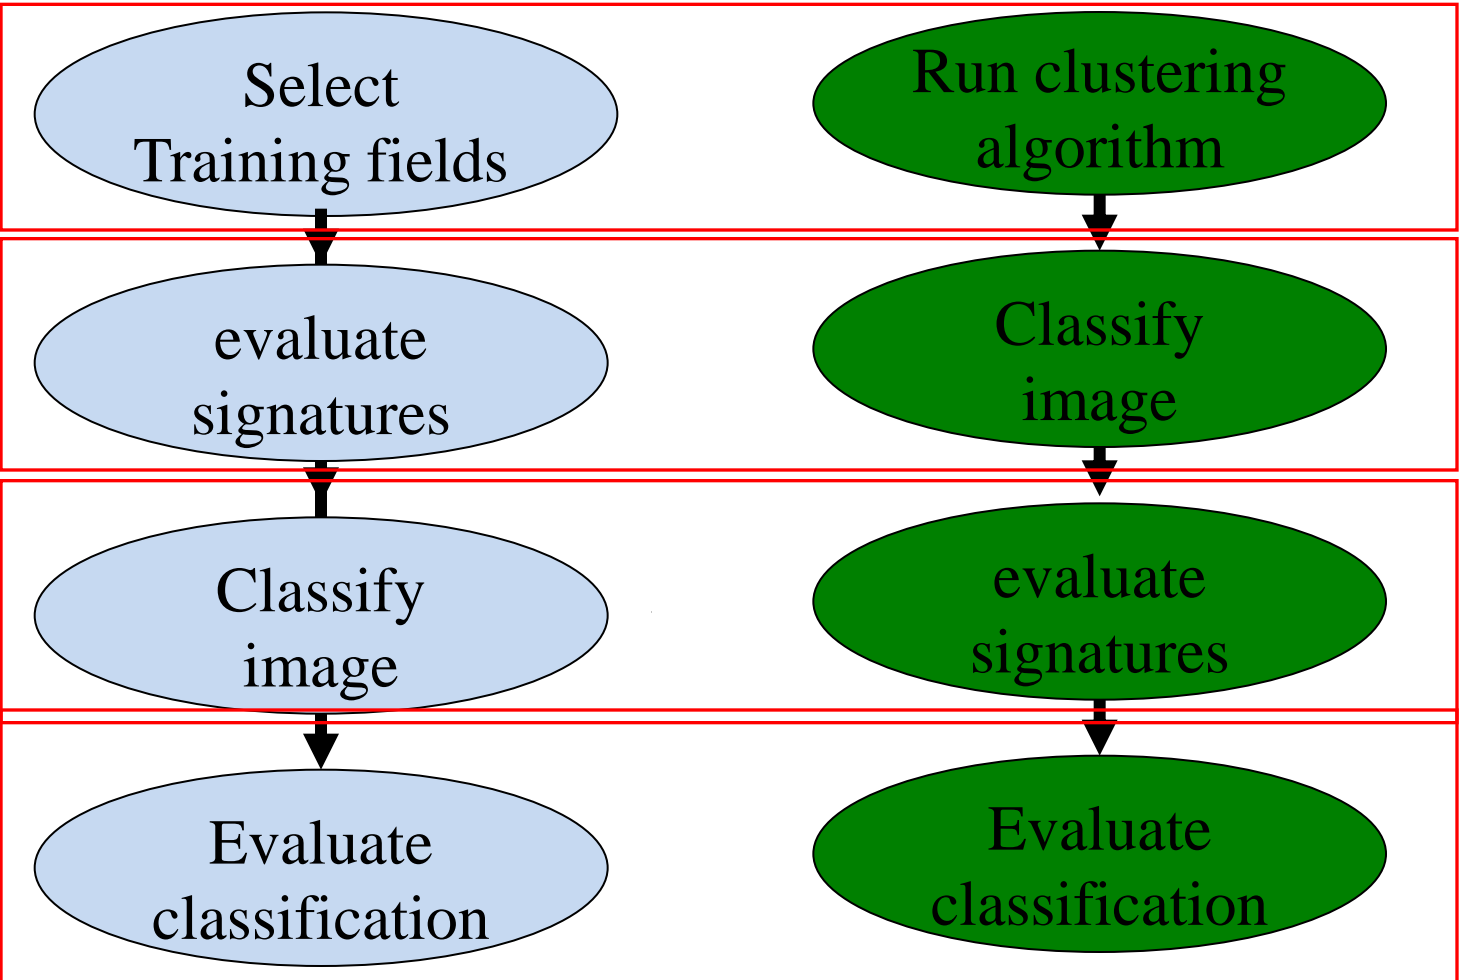 Select
Training fields
Run clustering
algorithm
evaluate
signatures
Classify
image
Classify
image
evaluate
signatures
Evaluate
classification
Evaluate
classification